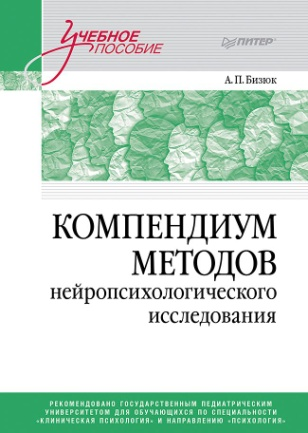 УЧЕБНОЕ
ПОСОБИЕ
ПИТЕР
А. П. Бизюк
КОМПЕНДИУМ
МЕТОДОВ
нейропсихологического
исследования
РЕКОМЕНДОВАНО ГОСУДАРСТВЕННЫМ ПЕДИАТРИЧЕСКИМ
УНИВЕРСИТЕТОМ ДЛЯ ОБУЧАЮЩИХСЯ ПО СПЕЦИАЛЬНОСТИ
«КЛИНИЧЕСКАЯ ПСИХОЛОГИЯ» И НАПРАВЛЕНИЮ «ПСИХОЛОГИЯ»